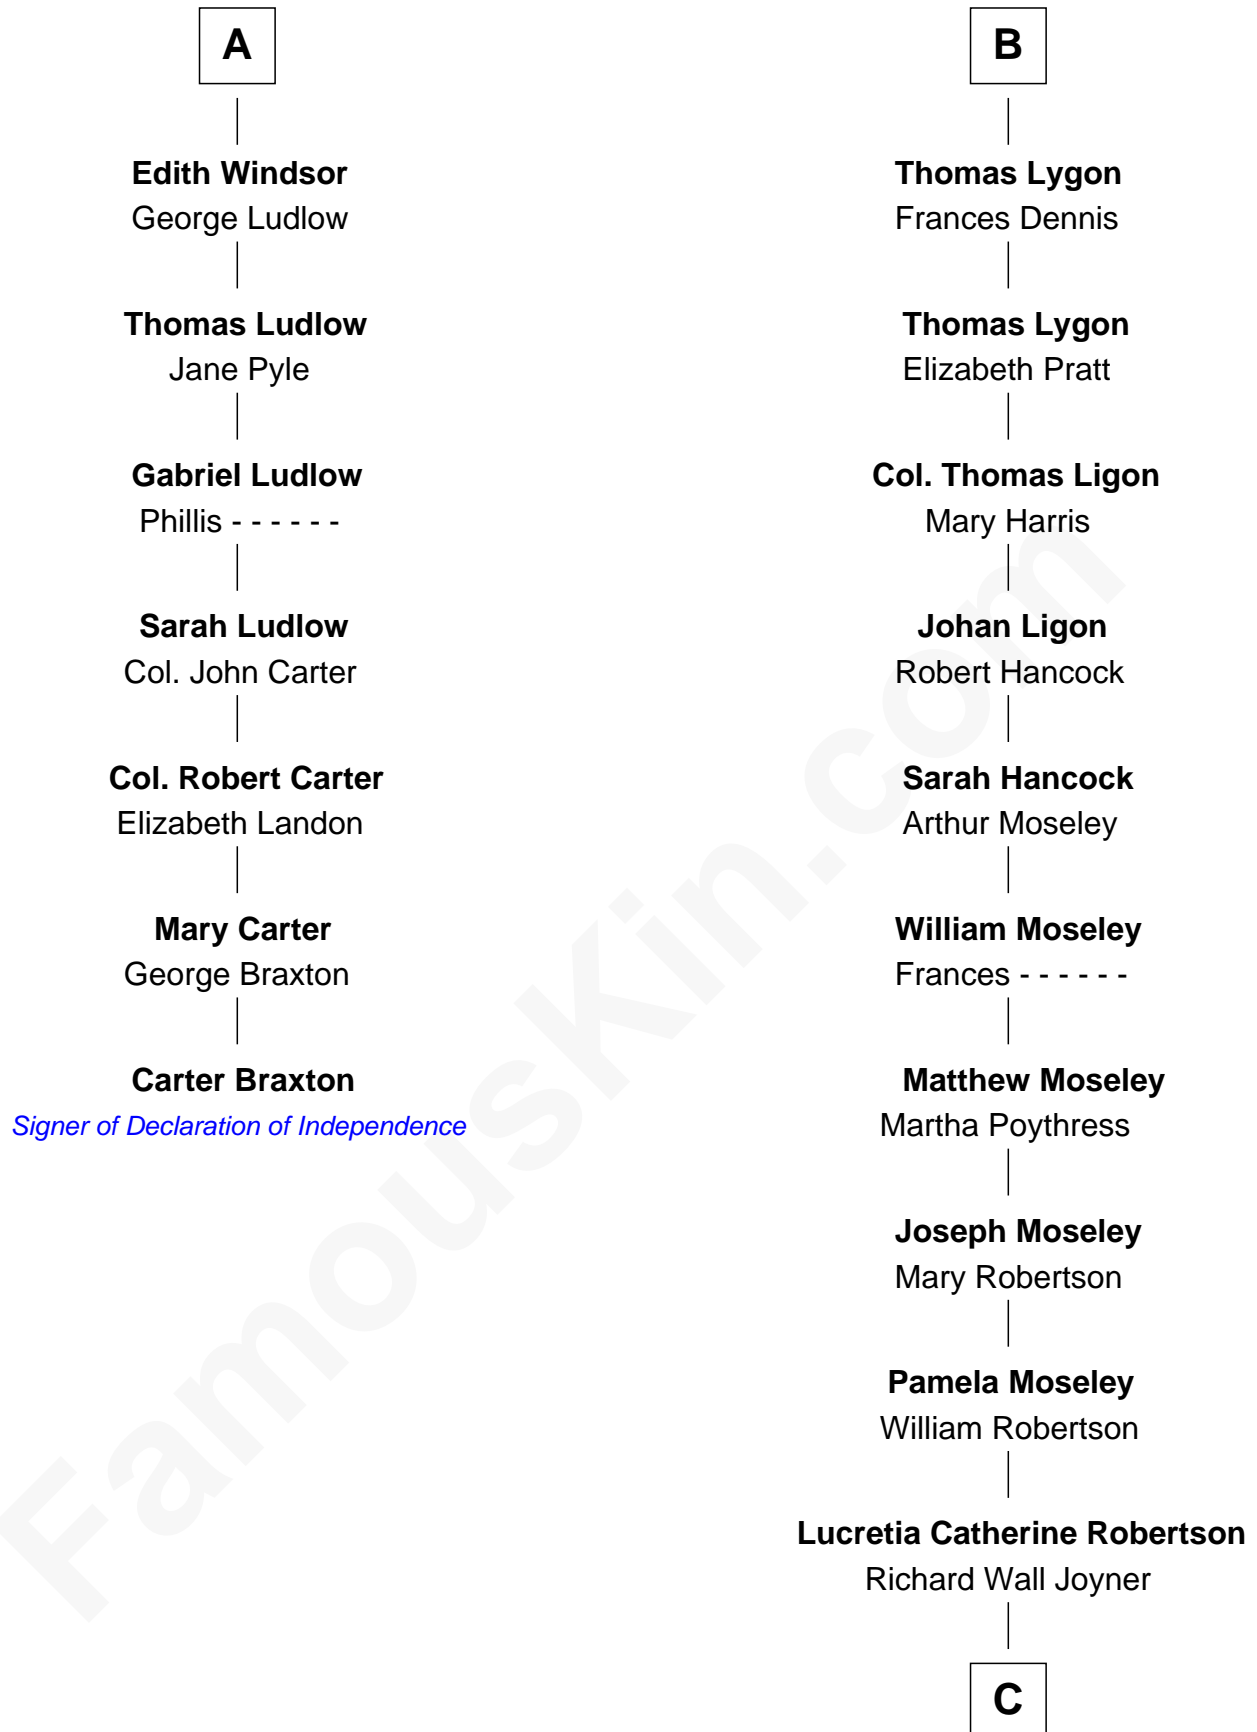 A
Edith Windsor
George Ludlow
Thomas Ludlow
Jane Pyle
Gabriel Ludlow
Phillis - - - - - -
Sarah Ludlow
Col. John Carter
Col. Robert Carter
Elizabeth Landon
Mary Carter
George Braxton
Carter Braxton
Signer of Declaration of Independence
B
Thomas Lygon
Frances Dennis
Thomas Lygon
Elizabeth Pratt
Col. Thomas Ligon
Mary Harris
Johan Ligon
Robert Hancock
Sarah Hancock
Arthur Moseley
William Moseley
Frances - - - - - -
Matthew Moseley
Martha Poythress
Joseph Moseley
Mary Robertson
Pamela Moseley
William Robertson
Lucretia Catherine Robertson
Richard Wall Joyner
C
FamousKin.com